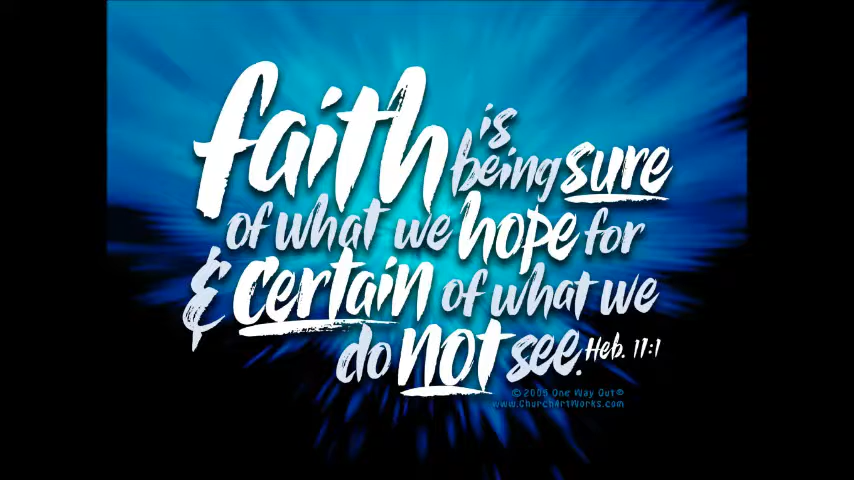 faith is
being sure
of what we hope for
& certain of what we
do not see. Heb. 11:1
© 2005 One Way Out®
www.ChurchArtWorks.com